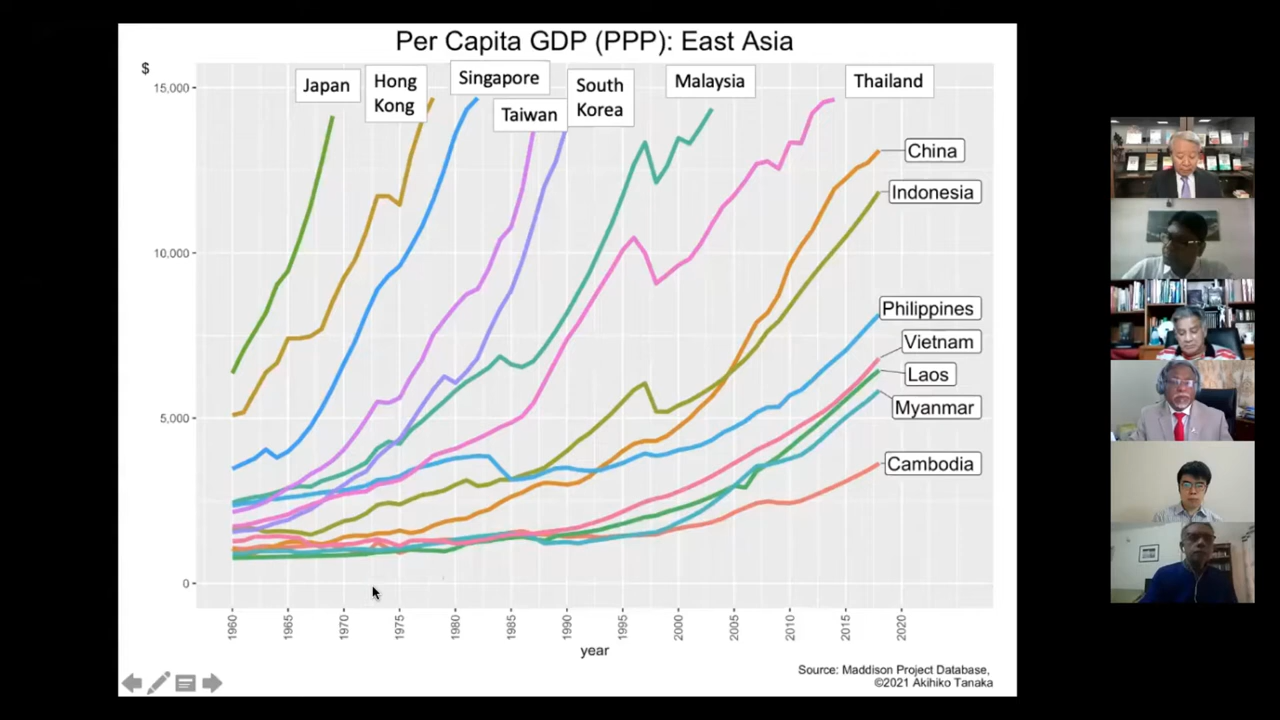 Per Capita GDP (PPP): East Asia
$
15,000
10,000
5,000
0
Japan
Hong
Kong
Singapore
Taiwan
South
Korea
Malaysia
Thailand
China
Indonesia
Philippines
Vietnam
Laos
Myanmar
Cambodia
1960
1965
1970
1975
1980
1985
1990
1995
2000
2005
2010
2015
2020
year
Source: Maddison Project Database,
©2021 Akihiko Tanaka